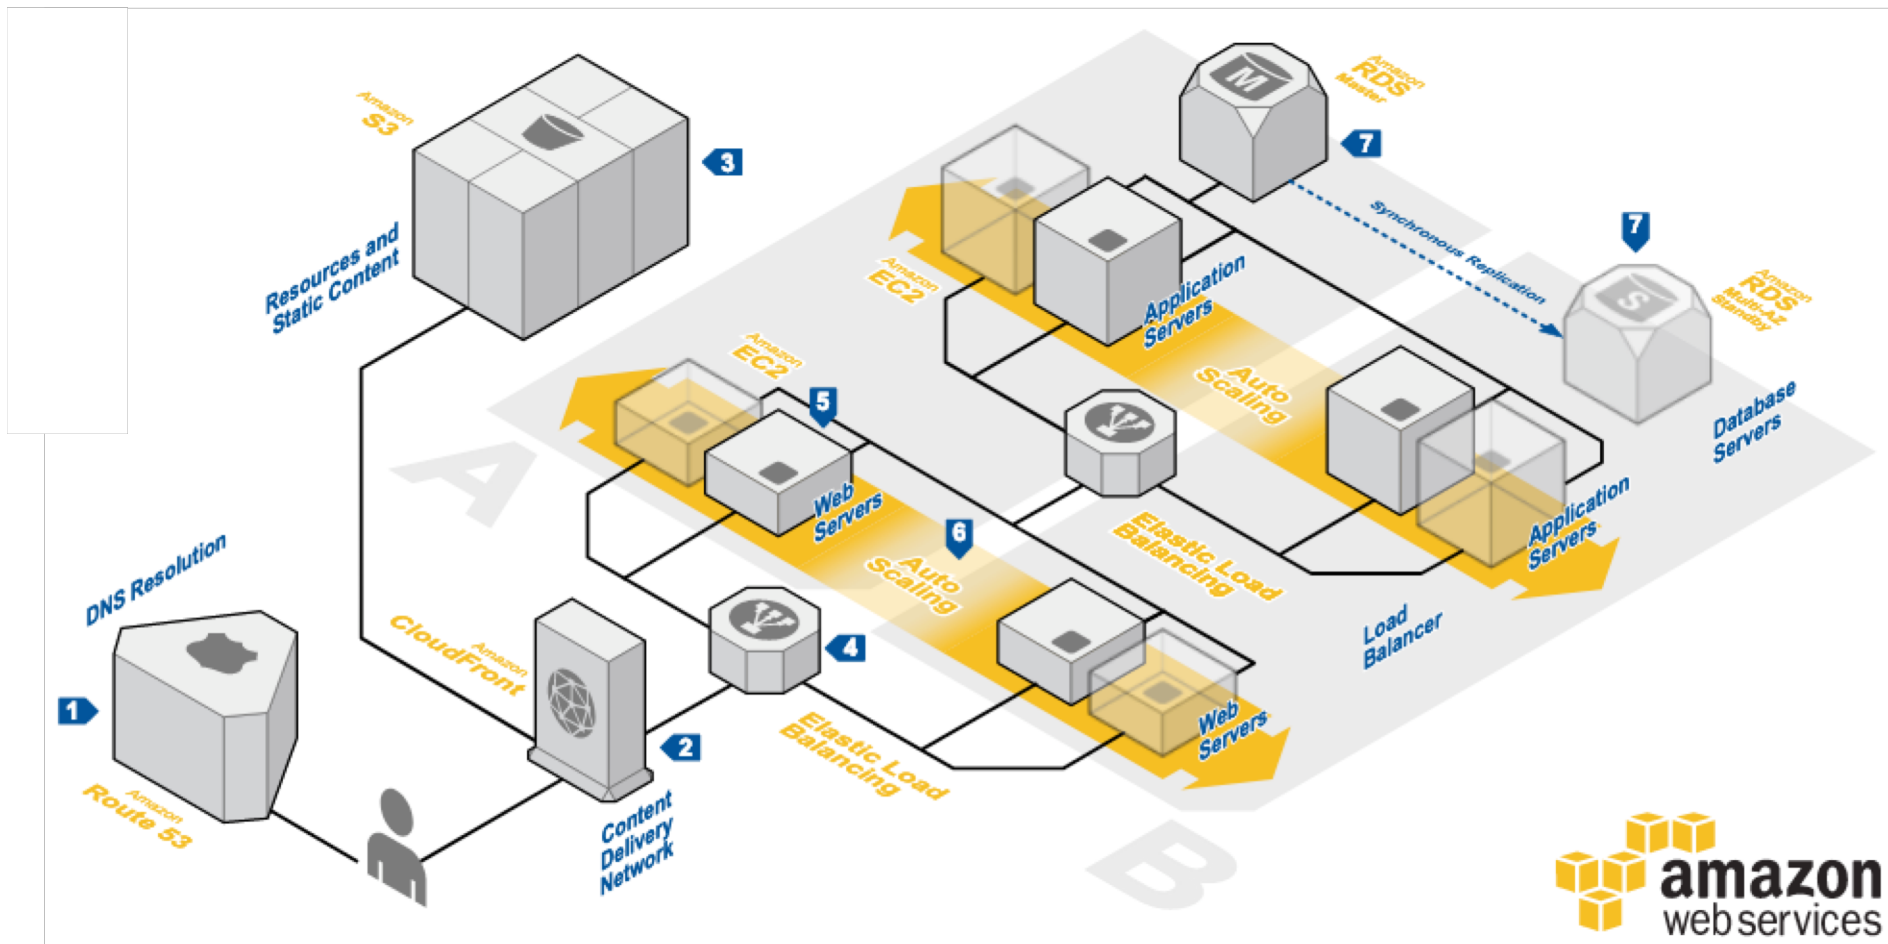 Amazon
S3
3
Resources and
Static Content
Amazon
RDS
Master
7
Synchronous Replication
7
Amazon
RDS
Multi-AZ
Standby
Database
Servers
Amazon
EC2
Application
Servers
Auto
Scaling
Application
Servers
Elastic Load
Balancing
Load
Balancer
Amazon
EC2
5
Web
Servers
6
Auto
Scaling
Web
Servers
A
B
4
Elastic Load
Balancing
DNS Resolution
1
Amazon
Route 53
Amazon
CloudFront
2
Content
Delivery
Network
M
S
amazon
web services